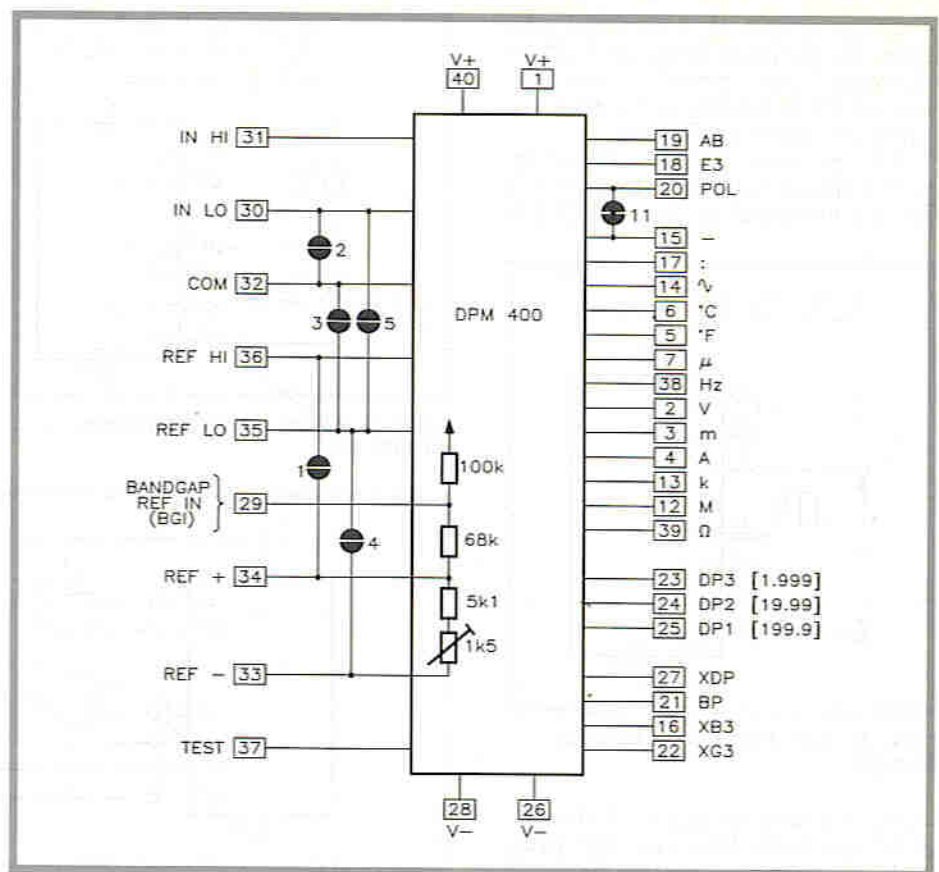 V+ V+
40 1
IN HI 31
IN LO 30
2
COM 32
3 5
REF HI 36
REF LO 35
1
BANDGAP
REF IN
(BGI)
29
4
REF + 34
REF − 33
TEST 37
DPM 400
100k
68k
5k1
1k5
19 AB
18 E3
20 POL
11
15 −
17 :
14 ∿
6 °C
5 °F
7 μ
38 Hz
2 V
3 m
4 A
13 k
12 M
39 Ω
23 DP3 [1.999]
24 DP2 [19.99]
25 DP1 [199.9]
27 XDP
21 BP
16 XB3
22 XG3
28 26
V− V−